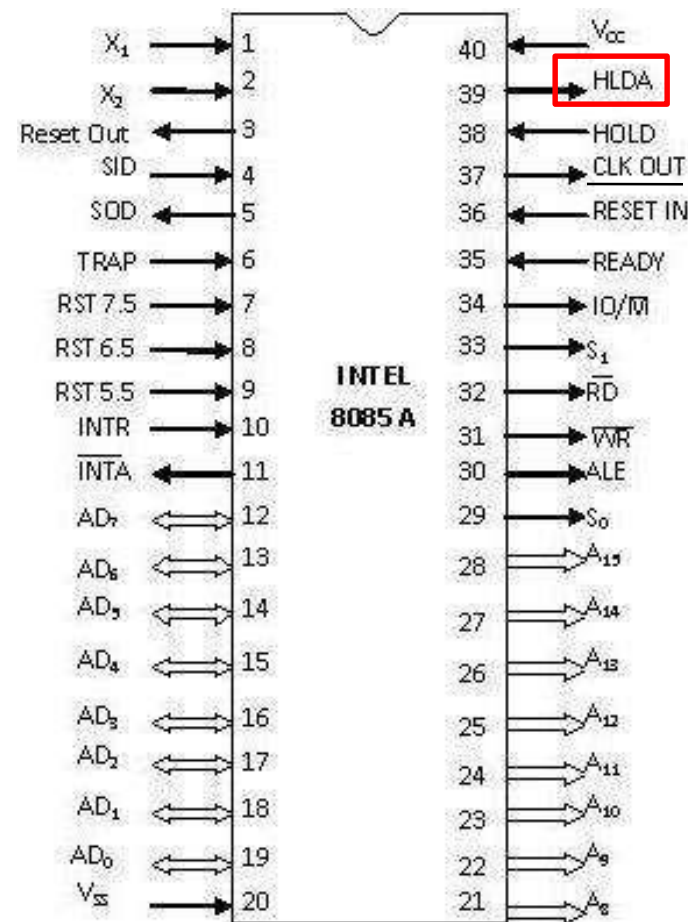 X₁ 1 40 Vcc
X₂ 2 39 HLDA
Reset Out 3 38 HOLD
SID 4 37 CLK OUT
SOD 5 36 RESET IN
TRAP 6 35 READY
RST 7.5 7 34 IO/M̅
RST 6.5 8 33 S₁
RST 5.5 9 32 R̅D̅
INTR 10 31 W̅R̅
I̅N̅T̅A̅ 11 30 ALE
AD₇ 12 29 S₀
AD₆ 13 28 A₁₅
AD₅ 14 27 A₁₄
AD₄ 15 26 A₁₃
AD₃ 16 25 A₁₂
AD₂ 17 24 A₁₁
AD₁ 18 23 A₁₀
AD₀ 19 22 A₉
Vss 20 21 A₈
INTEL
8085 A